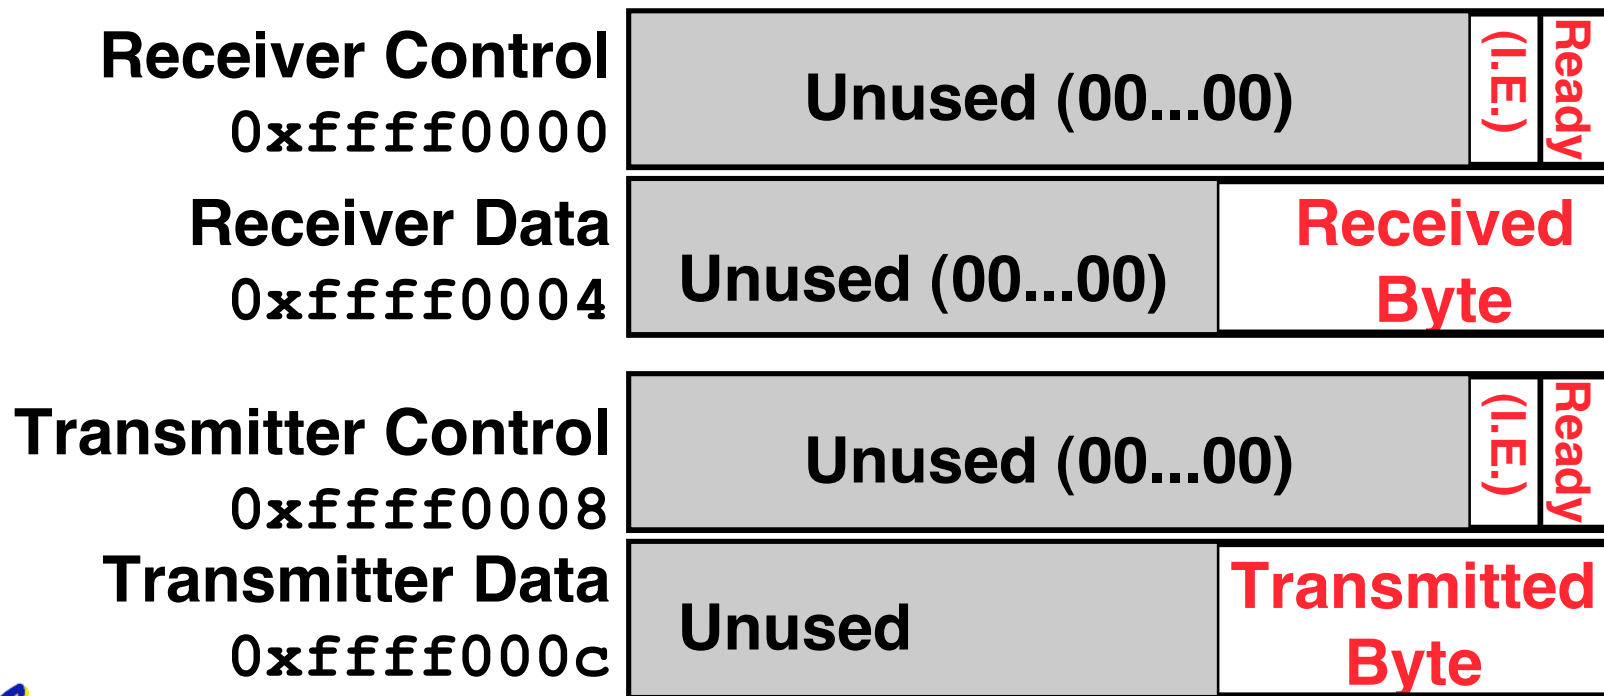 Receiver Control
0xffff0000
Unused (00...00)
(I.E.)
Ready
Receiver Data
0xffff0004
Unused (00...00)
Received
Byte
Transmitter Control
0xffff0008
Unused (00...00)
(I.E.)
Ready
Transmitter Data
0xffff000c
Unused
Transmitted
Byte